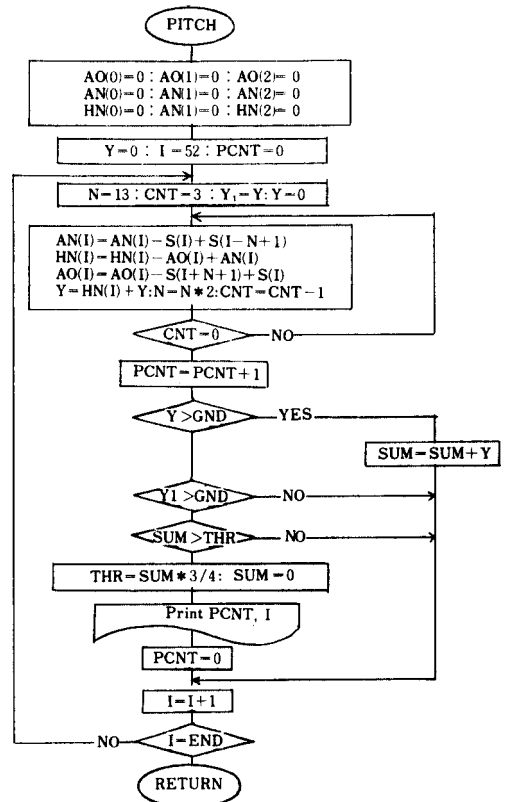 PITCH
AO(0)=0 : AO(1)=0 : AO(2)=0
AN(0)=0 : AN(1)=0 : AN(2)=0
HN(0)=0 : AN(1)=0 : HN(2)=0
Y=0 : I=52 : PCNT=0
N=13 : CNT=3 : Y₁=Y:Y=0
AN(I)=AN(I)-S(I)+S(I-N+1)
HN(I)=HN(I)-AO(I)+AN(I)
AO(I)=AO(I)-S(I+N+1)+S(I)
Y=HN(I)+Y:N=N*2:CNT=CNT-1
CNT=0 NO
PCNT=PCNT+1
Y>GND YES
SUM=SUM+Y
Y1>GND NO
SUM>THR NO
THR=SUM*3/4: SUM=0
Print PCNT, I
PCNT=0
I=I+1
NO I=END
RETURN